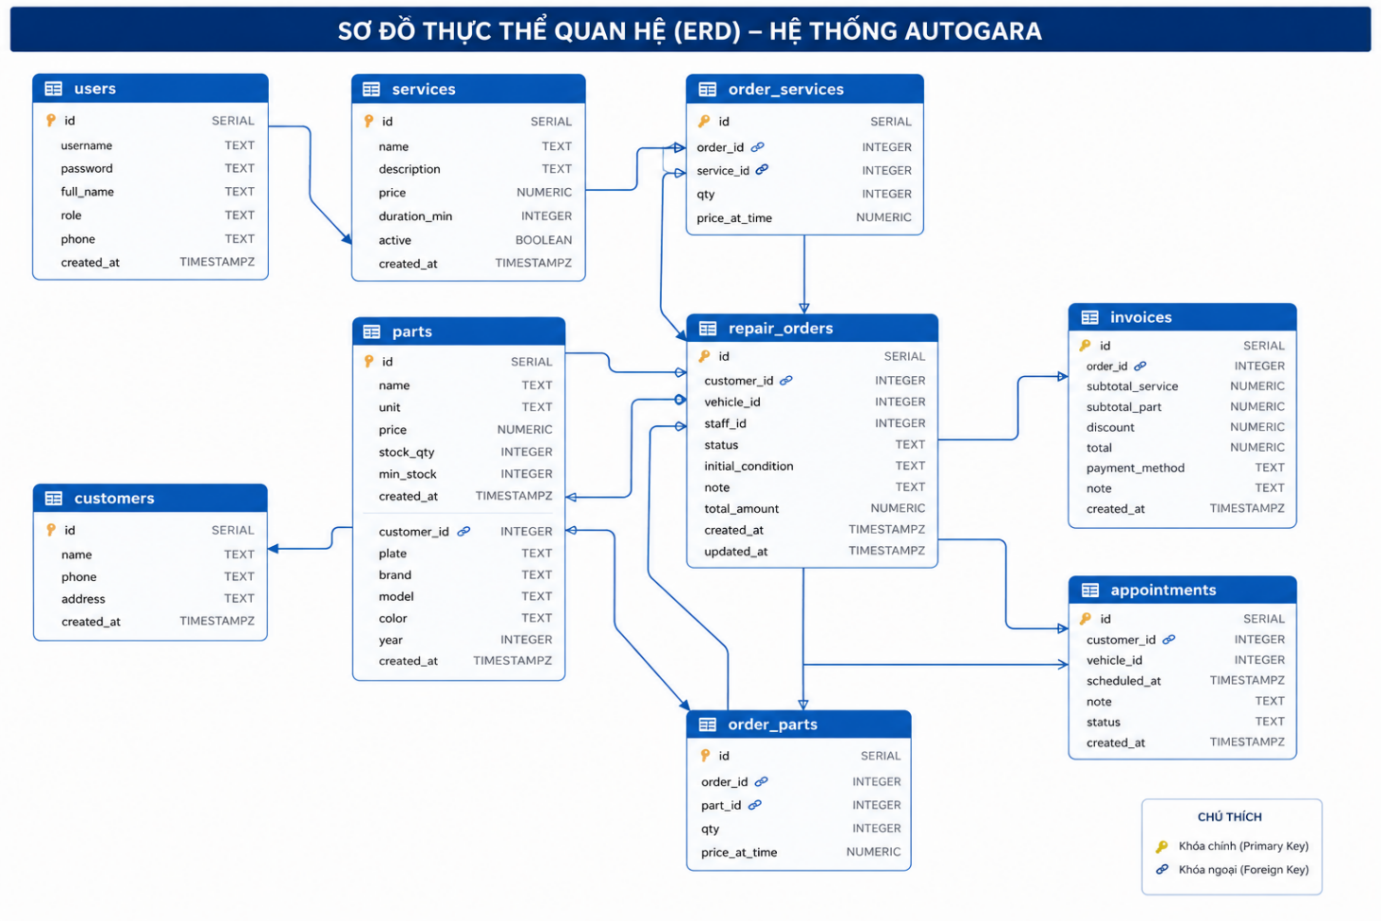 SƠ ĐỒ THỰC THỂ QUAN HỆ (ERD) – HỆ THỐNG AUTOGARA
users
id SERIAL
username TEXT
password TEXT
full_name TEXT
role TEXT
phone TEXT
created_at TIMESTAMPZ
services
id SERIAL
name TEXT
description TEXT
price NUMERIC
duration_min INTEGER
active BOOLEAN
created_at TIMESTAMPZ
order_services
id SERIAL
order_id INTEGER
service_id INTEGER
qty INTEGER
price_at_time NUMERIC
parts
id SERIAL
name TEXT
unit TEXT
price NUMERIC
stock_qty INTEGER
min_stock INTEGER
created_at TIMESTAMPZ
customer_id INTEGER
plate TEXT
brand TEXT
model TEXT
color TEXT
year INTEGER
created_at TIMESTAMPZ
repair_orders
id SERIAL
customer_id INTEGER
vehicle_id INTEGER
staff_id INTEGER
status TEXT
initial_condition TEXT
note TEXT
total_amount NUMERIC
created_at TIMESTAMPZ
updated_at TIMESTAMPZ
invoices
id SERIAL
order_id INTEGER
subtotal_service NUMERIC
subtotal_part NUMERIC
discount NUMERIC
total NUMERIC
payment_method TEXT
note TEXT
created_at TIMESTAMPZ
customers
id SERIAL
name TEXT
phone TEXT
address TEXT
created_at TIMESTAMPZ
appointments
id SERIAL
customer_id INTEGER
vehicle_id INTEGER
scheduled_at TIMESTAMPZ
note TEXT
status TEXT
created_at TIMESTAMPZ
order_parts
id SERIAL
order_id INTEGER
part_id INTEGER
qty INTEGER
price_at_time NUMERIC
CHÚ THÍCH
Khóa chính (Primary Key)
Khóa ngoại (Foreign Key)